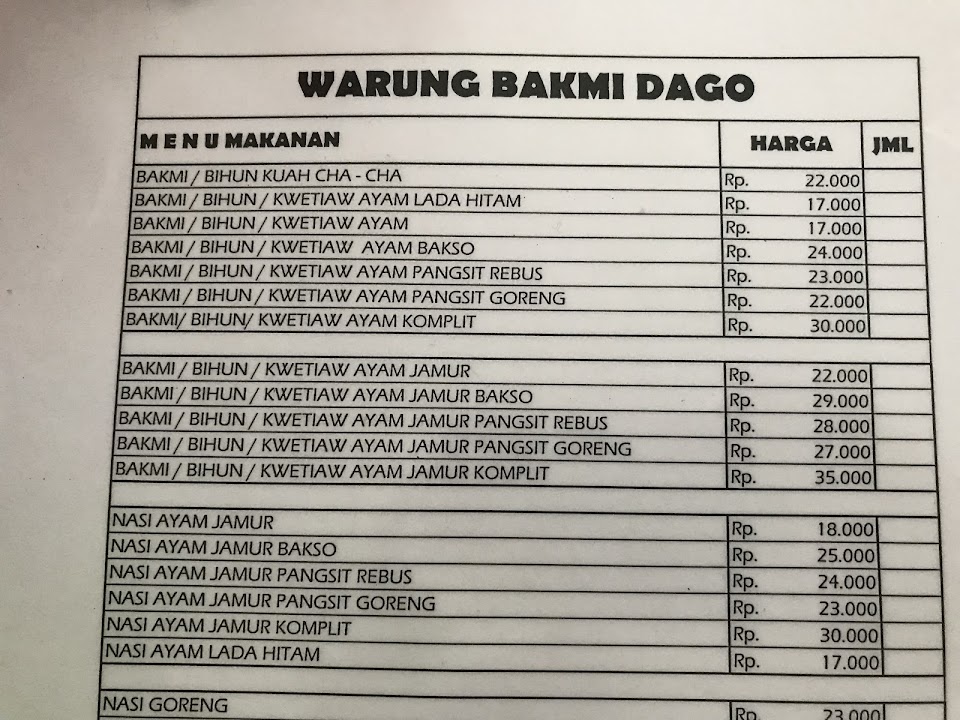 WARUNG BAKMI DAGO
M E N U MAKANAN HARGA JML
BAKMI / BIHUN KUAH CHA - CHA Rp. 22.000
BAKMI / BIHUN / KWETIAW AYAM LADA HITAM Rp. 17.000
BAKMI / BIHUN / KWETIAW AYAM Rp. 17.000
BAKMI / BIHUN / KWETIAW AYAM BAKSO Rp. 24.000
BAKMI / BIHUN / KWETIAW AYAM PANGSIT REBUS Rp. 23.000
BAKMI / BIHUN / KWETIAW AYAM PANGSIT GORENG Rp. 22.000
BAKMI/ BIHUN/ KWETIAW AYAM KOMPLIT Rp. 30.000
BAKMI / BIHUN / KWETIAW AYAM JAMUR Rp. 22.000
BAKMI / BIHUN / KWETIAW AYAM JAMUR BAKSO Rp. 29.000
BAKMI / BIHUN / KWETIAW AYAM JAMUR PANGSIT REBUS Rp. 28.000
BAKMI / BIHUN / KWETIAW AYAM JAMUR PANGSIT GORENG Rp. 27.000
BAKMI / BIHUN / KWETIAW AYAM JAMUR KOMPLIT Rp. 35.000
NASI AYAM JAMUR Rp. 18.000
NASI AYAM JAMUR BAKSO Rp. 25.000
NASI AYAM JAMUR PANGSIT REBUS Rp. 24.000
NASI AYAM JAMUR PANGSIT GORENG Rp. 23.000
NASI AYAM JAMUR KOMPLIT Rp. 30.000
NASI AYAM LADA HITAM Rp. 17.000
NASI GORENG Rp. 23.000